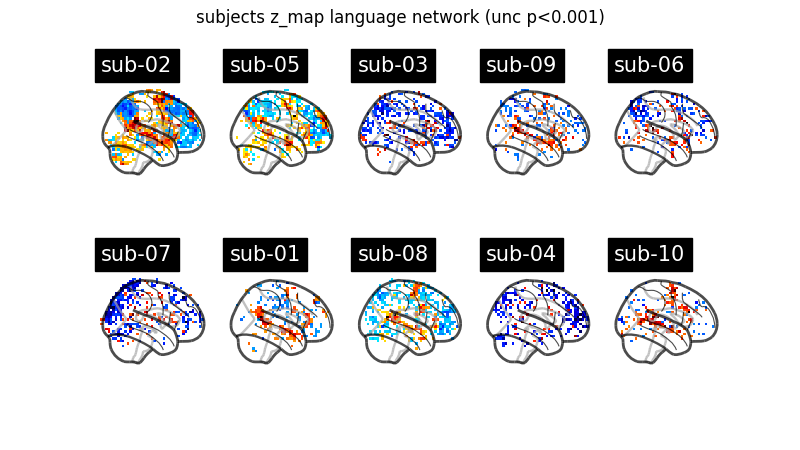 subjects z_map language network (unc p<0.001)
sub-02 sub-05 sub-03 sub-09 sub-06
sub-07 sub-01 sub-08 sub-04 sub-10